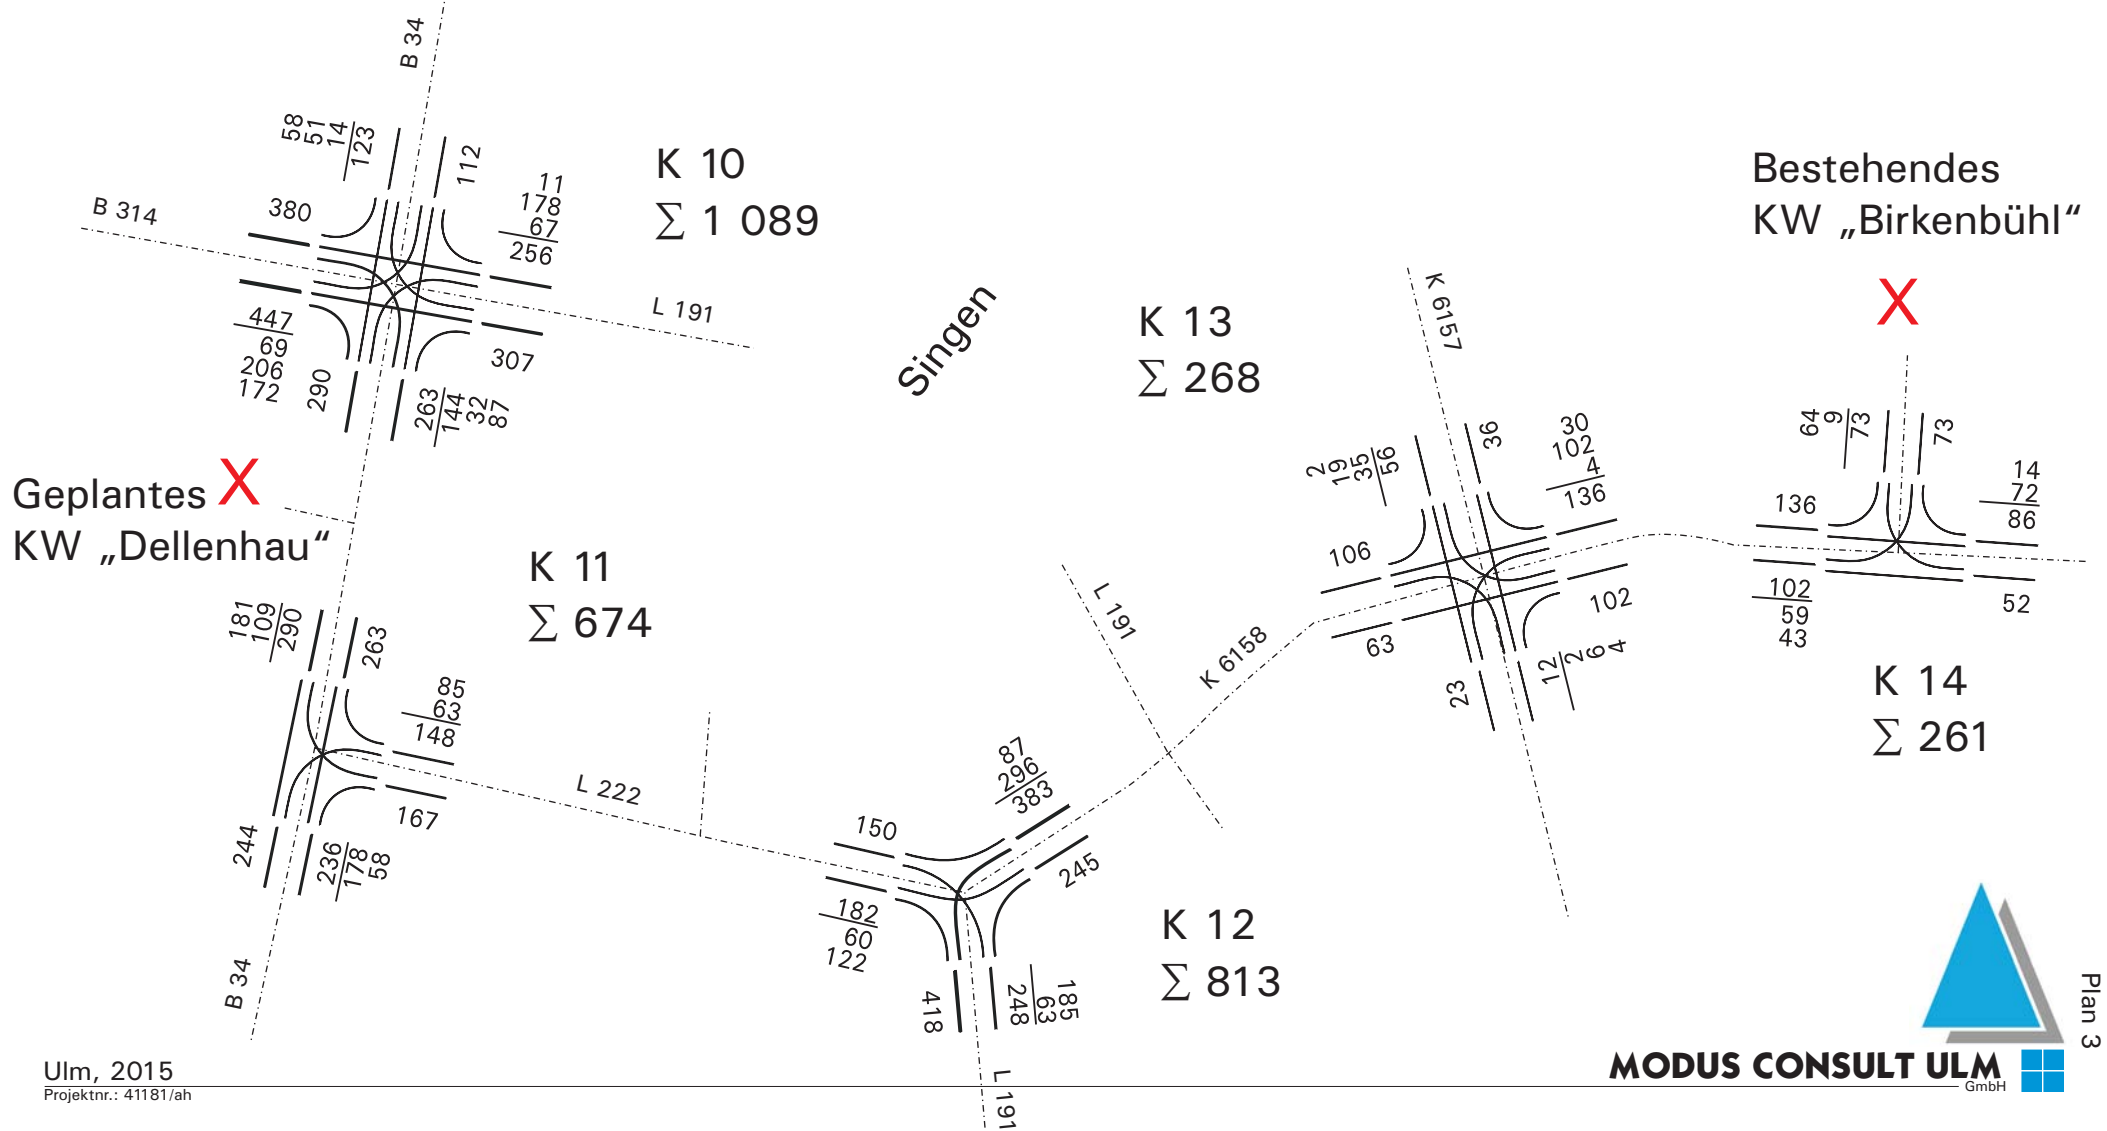 B 34
58
51
14
123
112
11
178
67
256
K 10
∑ 1 089
380
B 314
L 191
447
69
206
172
290
263
144
32
87
307
Singen
Bestehendes
KW „Birkenbühl“
X
K 13
∑ 268
K 6157
2
19
35
56
36
30
102
4
136
106
63
23
12
2
6
4
102
64
9
73
73
14
72
86
136
102
59
43
52
K 14
∑ 261
Geplantes X
KW „Dellenhau“
K 11
∑ 674
181
109
290
263
85
63
148
244
236
178
58
167
B 34
L 222
L 191
K 6158
87
296
383
150
182
60
122
418
248
63
185
245
K 12
∑ 813
L 191
Plan 3
Ulm, 2015
Projektnr.: 41181/ah
MODUS CONSULT ULM
GmbH